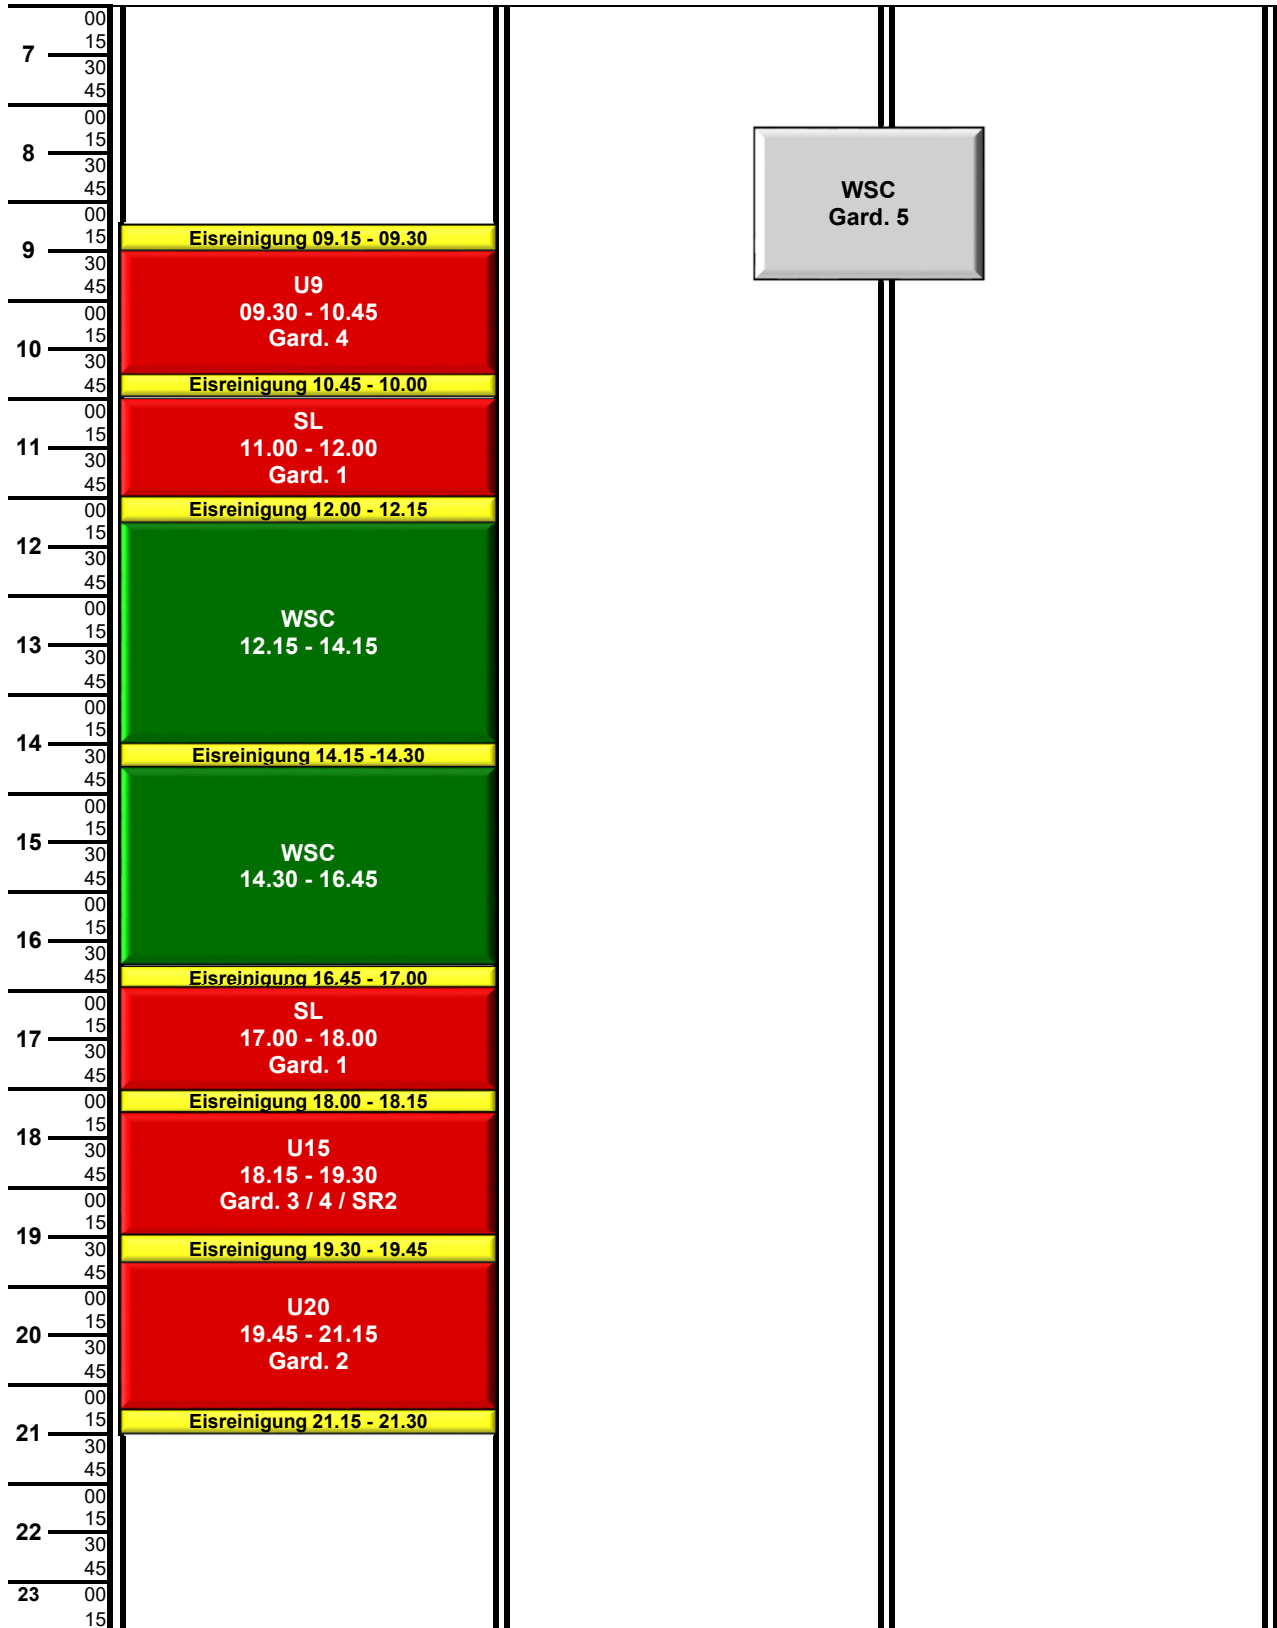 00
15
7
30
45
00
15
8
30
45
WSC
Gard. 5
00
15
Eisreinigung 09.15 - 09.30
9
30
45
U9
09.30 - 10.45
Gard. 4
00
15
10
30
45
Eisreinigung 10.45 - 10.00
00
SL
15
11.00 - 12.00
11
30
Gard. 1
45
00
Eisreinigung 12.00 - 12.15
15
12
30
45
00
WSC
15
12.15 - 14.15
13
30
45
00
15
14
30
Eisreinigung 14.15 -14.30
45
00
15
15
30
WSC
45
14.30 - 16.45
00
15
16
30
45
Eisreinigung 16.45 - 17.00
00
SL
15
17.00 - 18.00
17
30
Gard. 1
45
00
Eisreinigung 18.00 - 18.15
15
18
30
U15
45
18.15 - 19.30
00
Gard. 3 / 4 / SR2
15
19
30
Eisreinigung 19.30 - 19.45
45
00
U20
15
19.45 - 21.15
20
30
Gard. 2
45
00
15
Eisreinigung 21.15 - 21.30
21
30
45
00
15
22
30
45
23
00
15